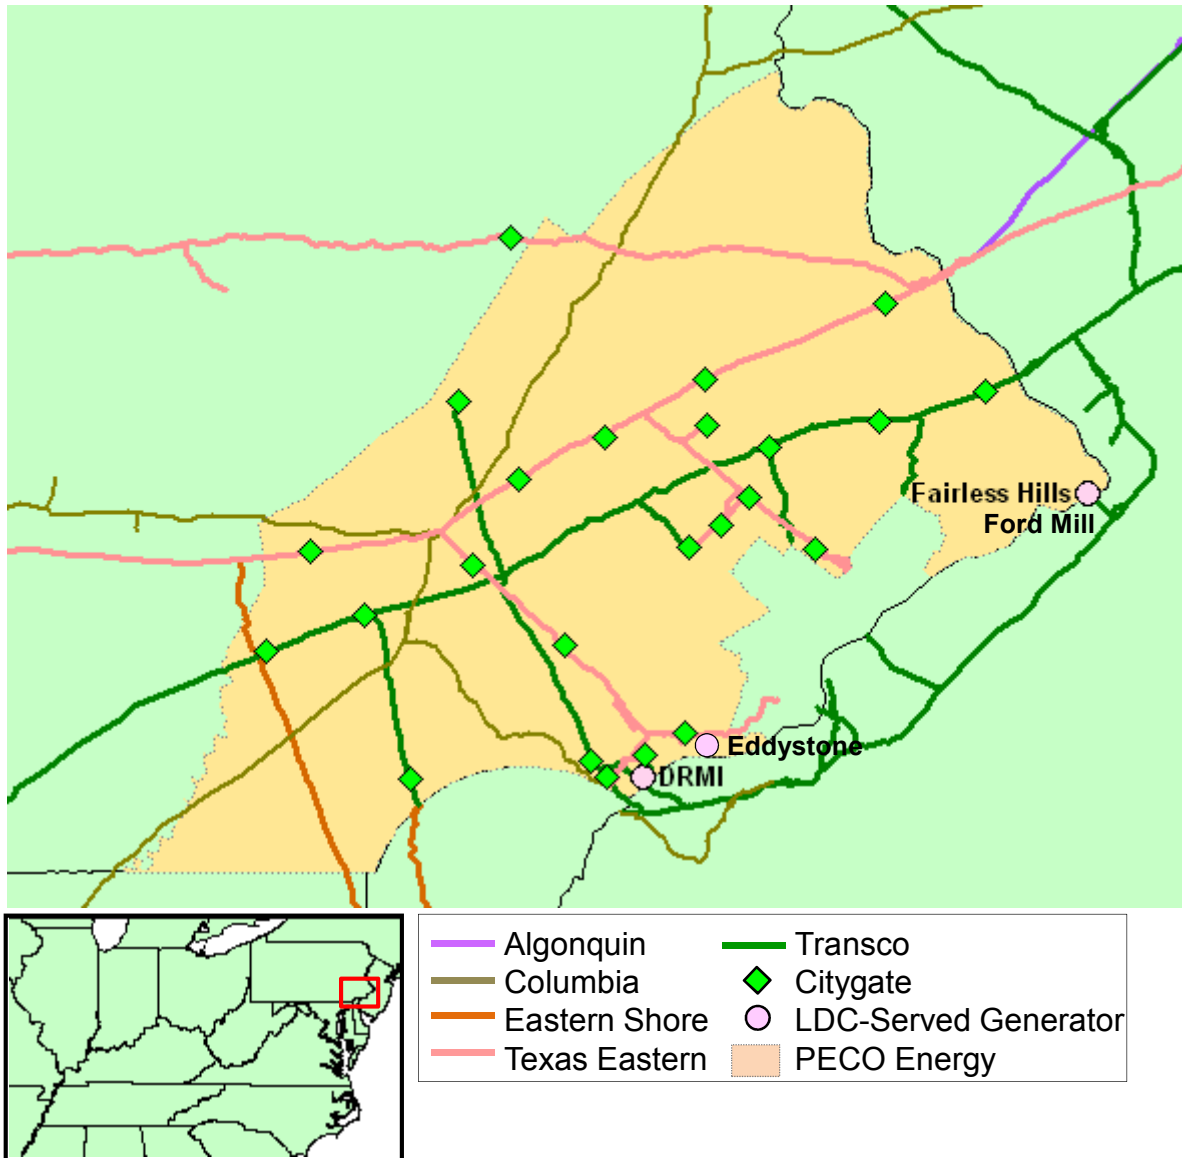 Fairless Hills
Ford Mill
Eddystone
DRMI
Algonquin
Transco
Columbia
Citygate
Eastern Shore
LDC-Served Generator
Texas Eastern
PECO Energy